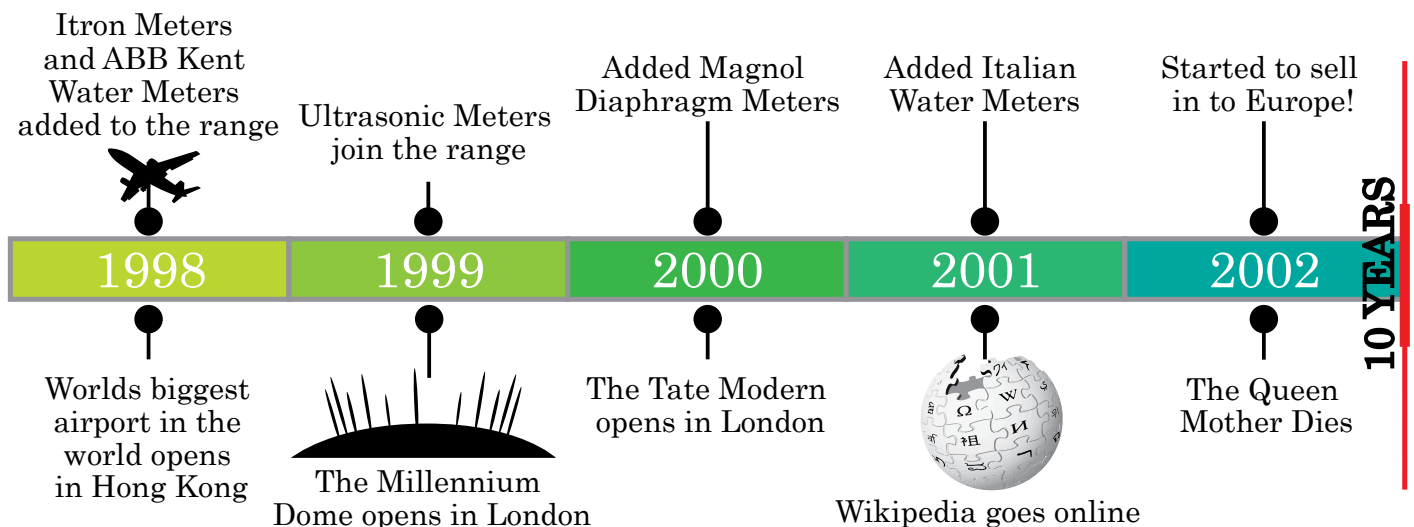 Itron Meters
and ABB Kent
Water Meters
added to the range
Ultrasonic Meters
join the range
Added Magnol
Diaphragm Meters
Added Italian
Water Meters
Started to sell
in to Europe!
1998
1999
2000
2001
2002
10 YEARS
Worlds biggest
airport in the
world opens
in Hong Kong
The Millennium
Dome opens in London
The Tate Modern
opens in London
Ω W
祖 И
Wikipedia goes online
The Queen
Mother Dies